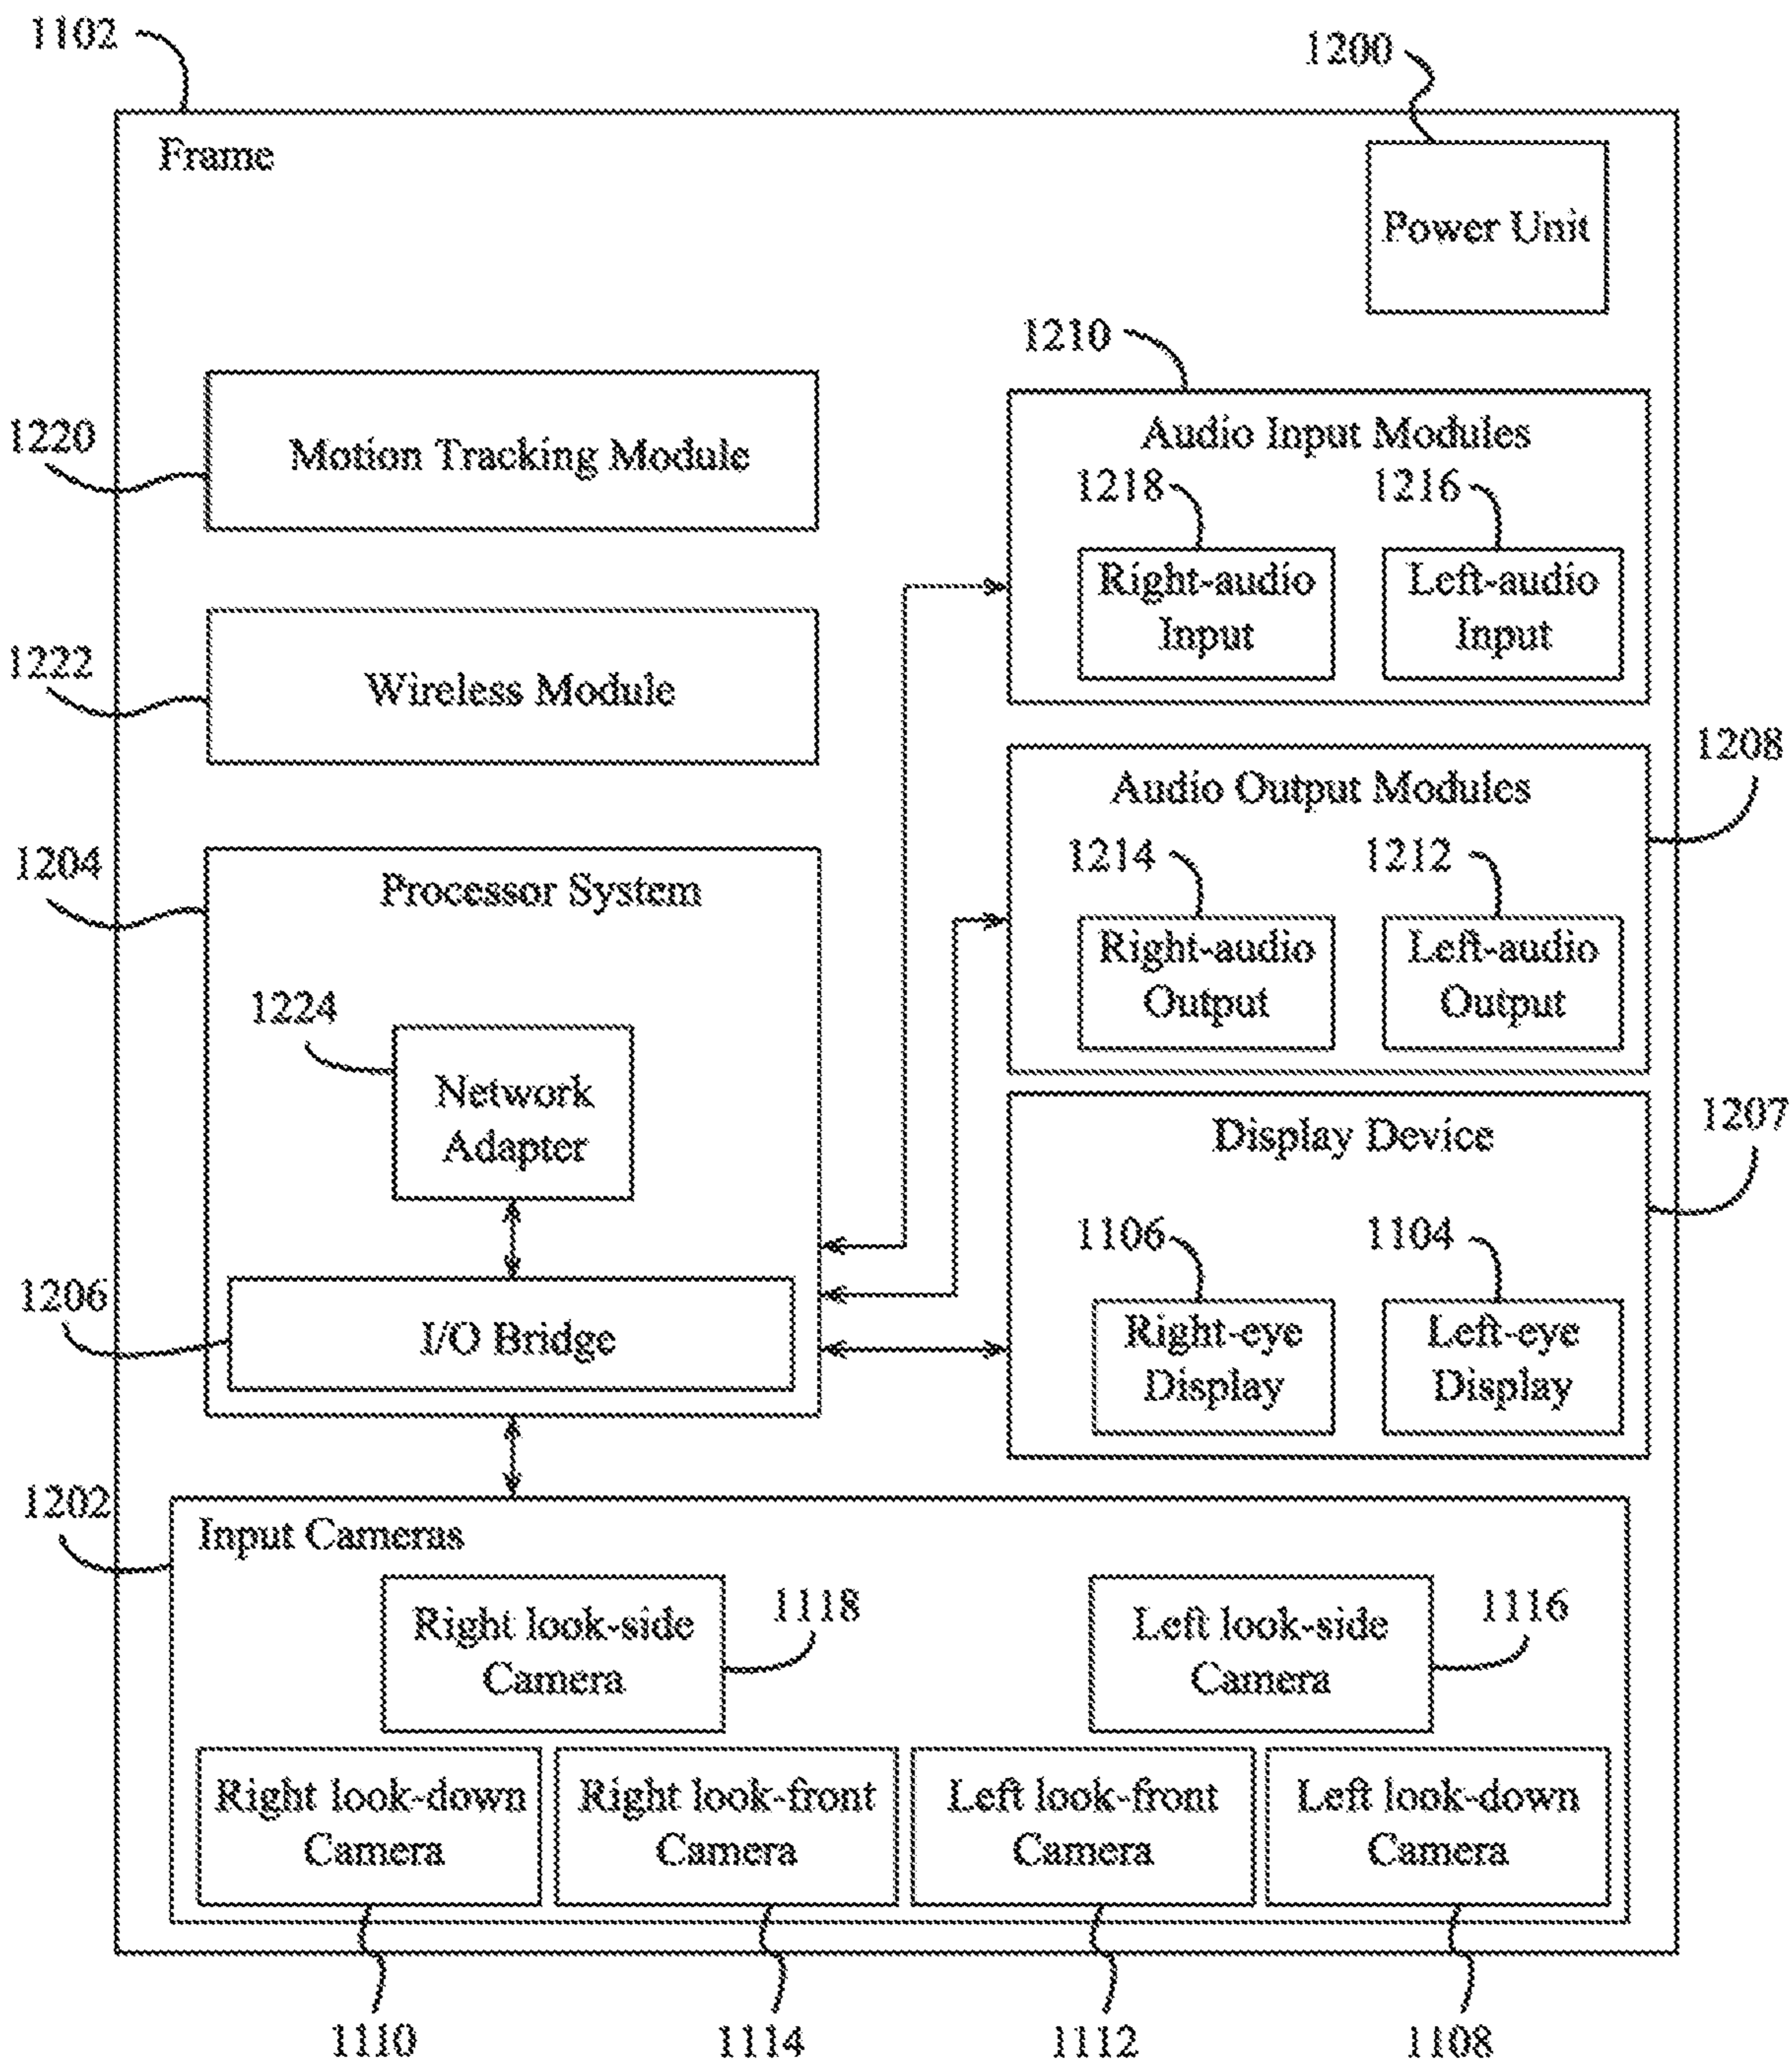 1102
1200
Frame
Power Unit
1210
1220
Motion Tracking Module
Audio Input Modules
1218
1216
Right-audio
Input
Left-audio
Input
1222
Wireless Module
1208
Audio Output Modules
1214
1212
Right-audio
Output
Left-audio
Output
1204
Processor System
1224
Network
Adapter
1207
Display Device
1106
1104
Right-eye
Display
Left-eye
Display
1206
I/O Bridge
1202
Input Cameras
Right look-side
Camera
1118
Left look-side
Camera
1116
Right look-down
Camera
Right look-front
Camera
Left look-front
Camera
Left look-down
Camera
1110
1114
1112
1108